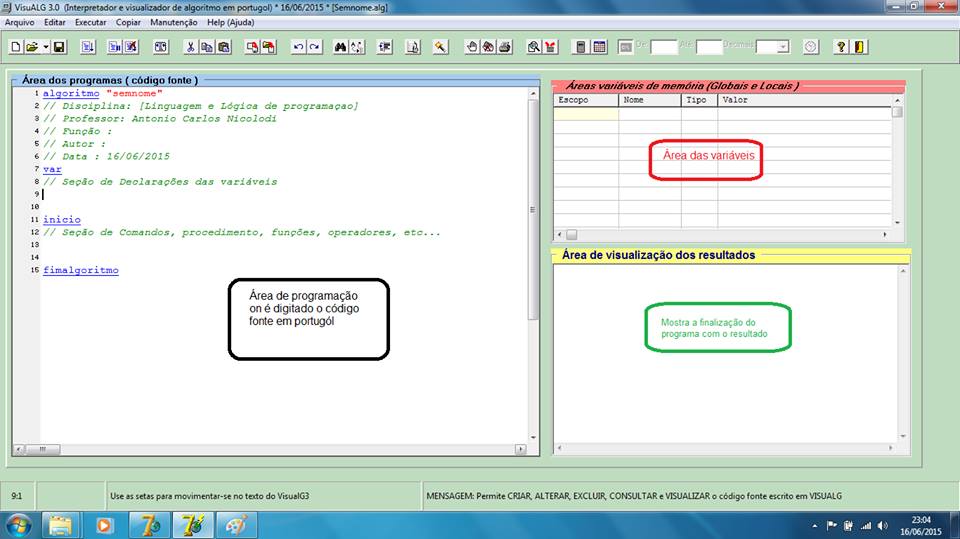 VisuALG 3.0 (Interpretador e visualizador de algoritmo em portugol) * 16/06/2015 * [Semnome.alg]
Arquivo Editar Executar Copiar Manutenção Help (Ajuda)
De: Até: Decimais:
Área dos programas ( código fonte )
1 algoritmo "semnome"
2 // Disciplina: [Linguagem e Lógica de programaçao]
3 // Professor: Antonio Carlos Nicolodi
4 // Função :
5 // Autor :
6 // Data : 16/06/2015
7 var
8 // Seção de Declarações das variáveis
9
10
11 inicio
12 // Seção de Comandos, procedimento, funções, operadores, etc...
13
14
15 fimalgoritmo
Área de programação
on é digitado o código
fonte em portugól
Áreas variáveis de memória (Globais e Locais )
Escopo Nome Tipo Valor
Área das variáveis
Área de visualização dos resultados
Mostra a finalização do
programa com o resultado
9:1 Use as setas para movimentar-se no texto do VisualG3 MENSAGEM: Permite CRIAR, ALTERAR, EXCLUIR, CONSULTAR e VISUALIZAR o código fonte escrito em VISUALG
23:04
16/06/2015